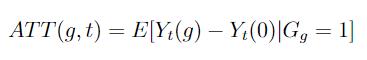 ATT(g, t) = E[Y_t(g) − Y_t(0)|G_g = 1]